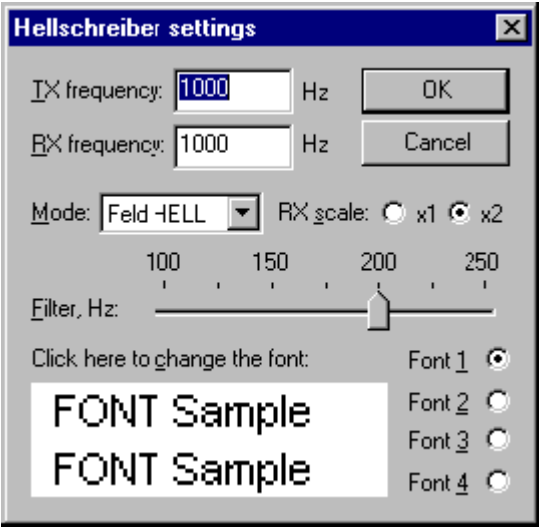 Hellschreiber settings
TX frequency: 1000 Hz OK
RX frequency: 1000 Hz Cancel
Mode: Feld HELL RX scale: x1 x2
100 150 200 250
Filter, Hz:
Click here to change the font: Font 1
FONT Sample Font 2
Font 3
FONT Sample Font 4